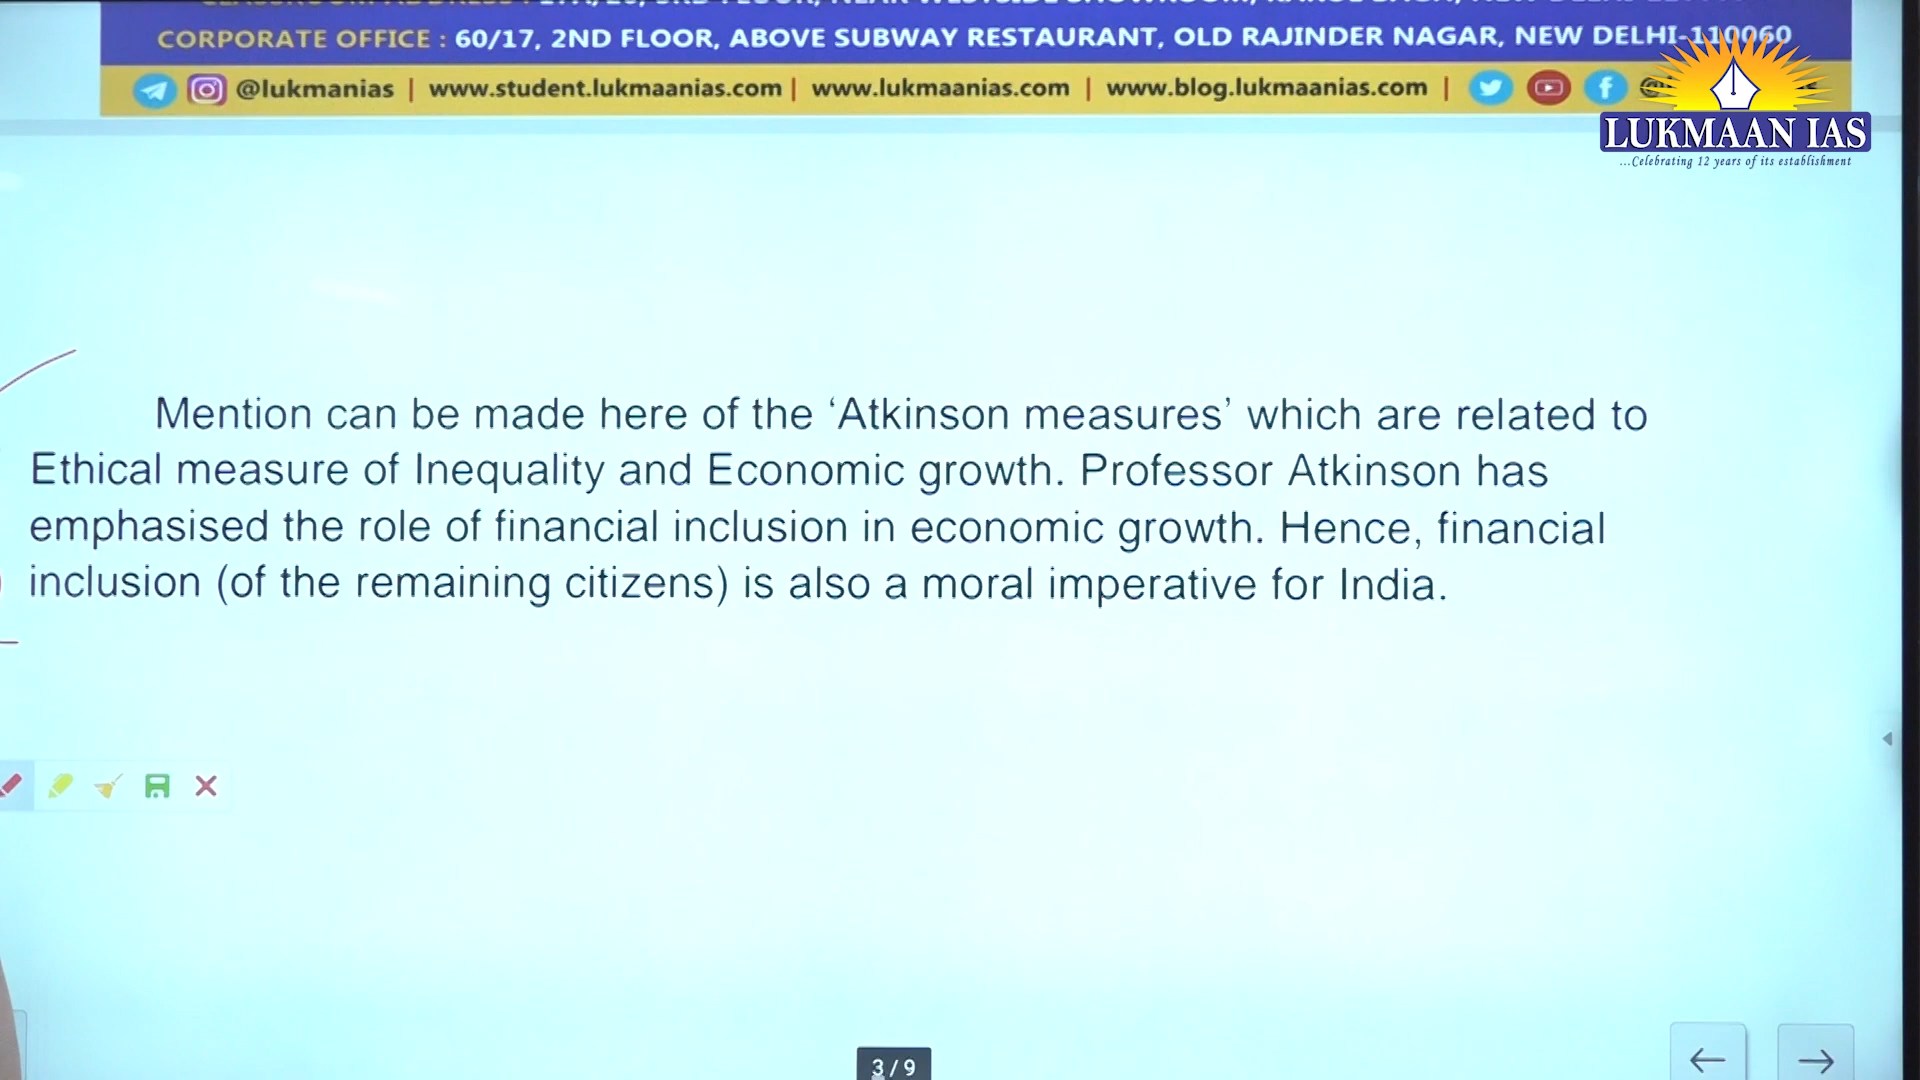 CORPORATE OFFICE : 60/17, 2ND FLOOR, ABOVE SUBWAY RESTAURANT, OLD RAJINDER NAGAR, NEW DELHI-110060
@lukmanias | www.student.lukmaanias.com | www.lukmaanias.com | www.blog.lukmaanias.com |
LUKMAAN IAS
...Celebrating 12 years of its establishment
Mention can be made here of the ‘Atkinson measures’ which are related to
Ethical measure of Inequality and Economic growth. Professor Atkinson has
emphasised the role of financial inclusion in economic growth. Hence, financial
inclusion (of the remaining citizens) is also a moral imperative for India.
3 / 9